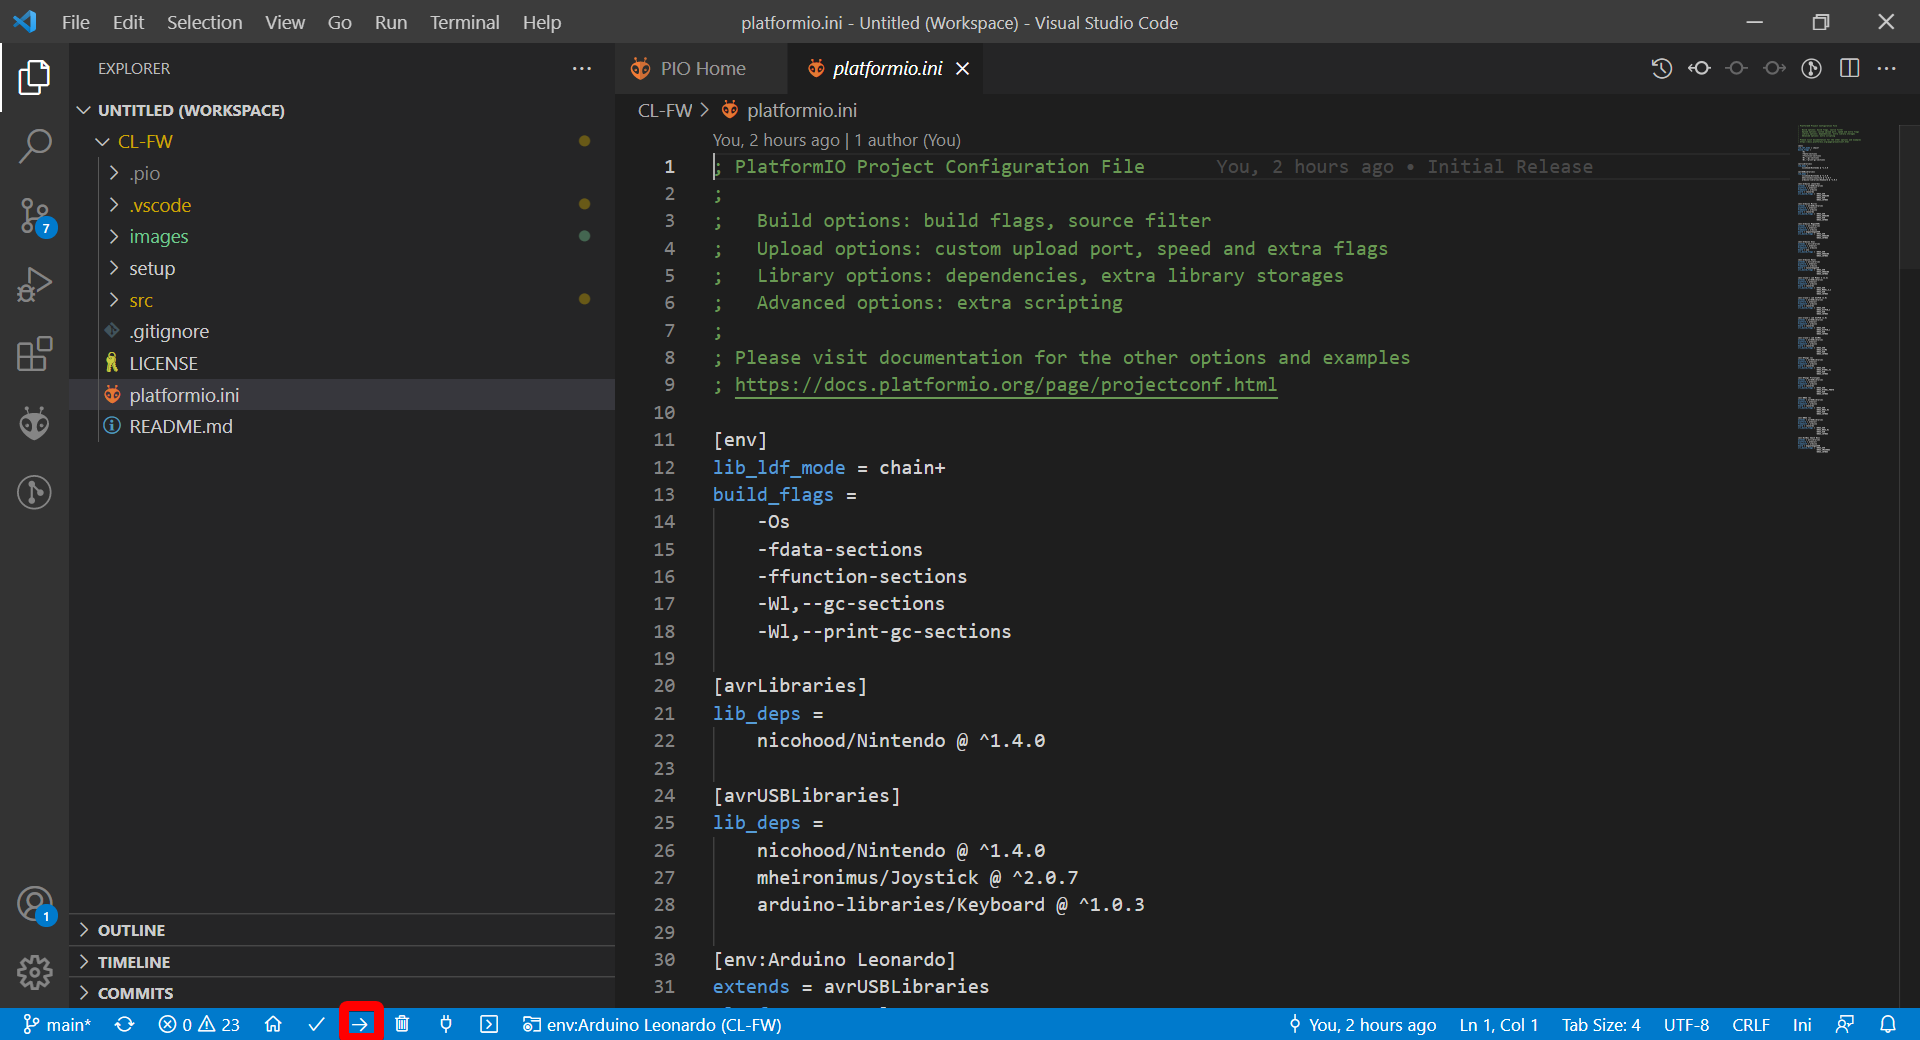 File Edit Selection View Go Run Terminal Help
platformio.ini - Untitled (Workspace) - Visual Studio Code
EXPLORER
UNTITLED (WORKSPACE)
CL-FW
.pio
.vscode
images
setup
src
.gitignore
LICENSE
platformio.ini
README.md
OUTLINE
TIMELINE
COMMITS
7
1
PIO Home
platformio.ini
CL-FW > platformio.ini
You, 2 hours ago | 1 author (You)
1 ; PlatformIO Project Configuration File You, 2 hours ago • Initial Release
2 ;
3 ;   Build options: build flags, source filter
4 ;   Upload options: custom upload port, speed and extra flags
5 ;   Library options: dependencies, extra library storages
6 ;   Advanced options: extra scripting
7 ;
8 ; Please visit documentation for the other options and examples
9 ; https://docs.platformio.org/page/projectconf.html
10
11 [env]
12 lib_ldf_mode = chain+
13 build_flags =
14     -Os
15     -fdata-sections
16     -ffunction-sections
17     -Wl,--gc-sections
18     -Wl,--print-gc-sections
19
20 [avrLibraries]
21 lib_deps =
22     nicohood/Nintendo @ ^1.4.0
23
24 [avrUSBLibraries]
25 lib_deps =
26     nicohood/Nintendo @ ^1.4.0
27     mheironimus/Joystick @ ^2.0.7
28     arduino-libraries/Keyboard @ ^1.0.3
29
30 [env:Arduino Leonardo]
31 extends = avrUSBLibraries
main* 0 23 env:Arduino Leonardo (CL-FW) You, 2 hours ago Ln 1, Col 1 Tab Size: 4 UTF-8 CRLF Ini